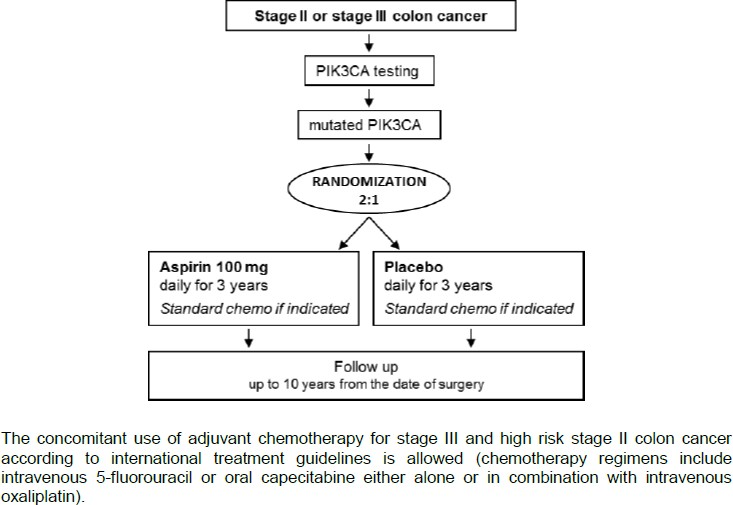 Stage II or stage III colon cancer
PIK3CA testing
mutated PIK3CA
RANDOMIZATION
2:1
Aspirin 100 mg
daily for 3 years
Standard chemo if indicated
Placebo
daily for 3 years
Standard chemo if indicated
Follow up
up to 10 years from the date of surgery
The concomitant use of adjuvant chemotherapy for stage III and high risk stage II colon cancer
according to international treatment guidelines is allowed (chemotherapy regimens include
intravenous 5-fluorouracil or oral capecitabine either alone or in combination with intravenous
oxaliplatin).